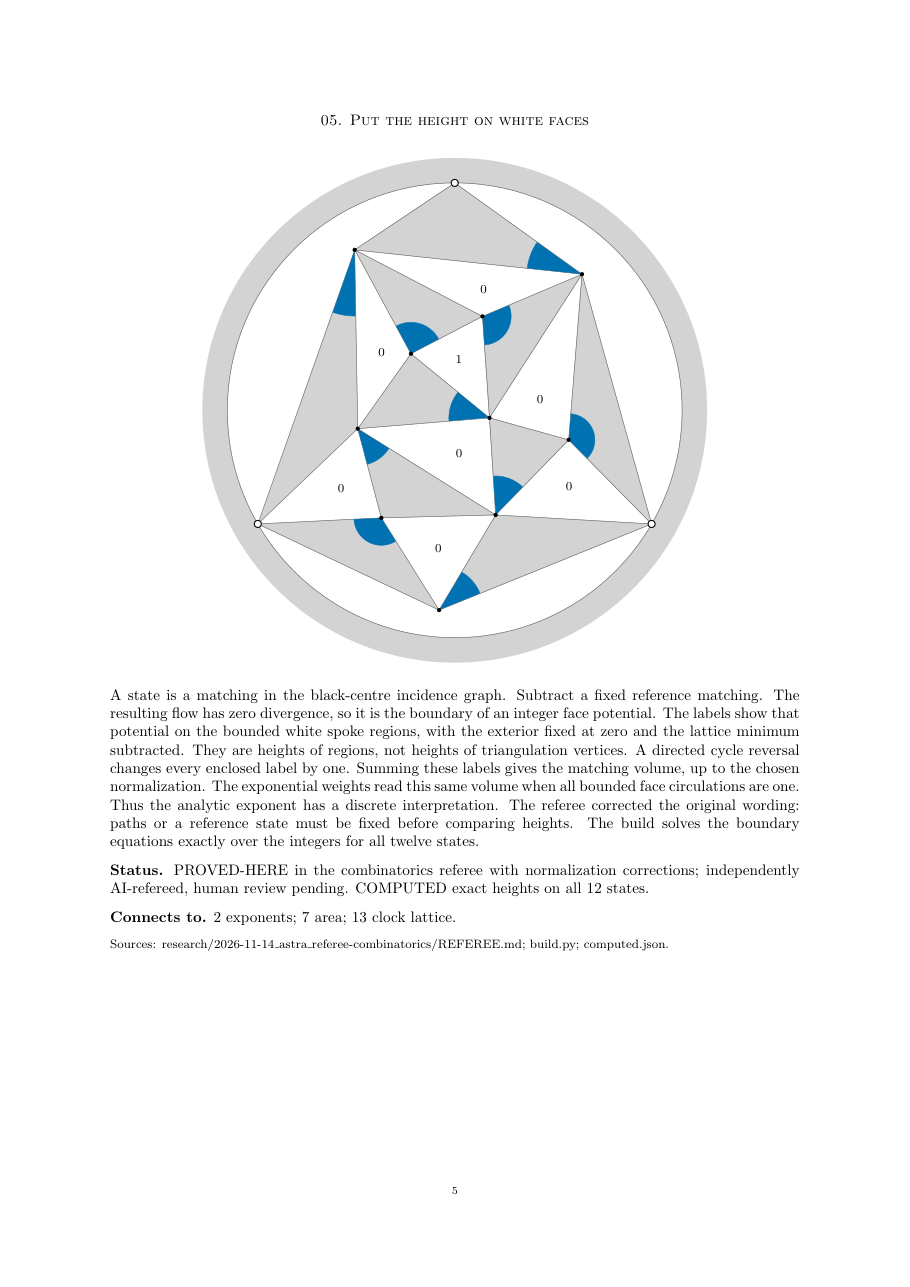 05. Put the height on white faces
0
0
1
0
0
0
0
0
A state is a matching in the black-centre incidence graph. Subtract a fixed reference matching. The
resulting flow has zero divergence, so it is the boundary of an integer face potential. The labels show that
potential on the bounded white spoke regions, with the exterior fixed at zero and the lattice minimum
subtracted. They are heights of regions, not heights of triangulation vertices. A directed cycle reversal
changes every enclosed label by one. Summing these labels gives the matching volume, up to the chosen
normalization. The exponential weights read this same volume when all bounded face circulations are one.
Thus the analytic exponent has a discrete interpretation. The referee corrected the original wording:
paths or a reference state must be fixed before comparing heights. The build solves the boundary
equations exactly over the integers for all twelve states.
Status. PROVED-HERE in the combinatorics referee with normalization corrections; independently
AI-refereed, human review pending. COMPUTED exact heights on all 12 states.
Connects to. 2 exponents; 7 area; 13 clock lattice.
Sources: research/2026-11-14_astra_referee-combinatorics/REFEREE.md; build.py; computed.json.
5